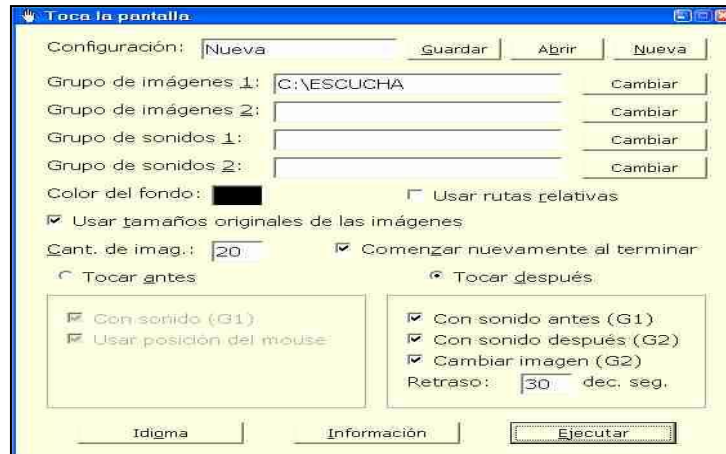 Toca la pantalla
Configuración: Nueva Guardar Abrir Nueva
Grupo de imágenes 1: C:\ESCUCHA Cambiar
Grupo de imágenes 2: Cambiar
Grupo de sonidos 1: Cambiar
Grupo de sonidos 2: Cambiar
Color del fondo: Usar rutas relativas
Usar tamaños originales de las imágenes
Cant. de imag.: 20 Comenzar nuevamente al terminar
Tocar antes Tocar después
Con sonido (G1) Con sonido antes (G1)
Usar posición del mouse Con sonido después (G2)
Cambiar imagen (G2)
Retraso: 30 dec. seg.
Idioma Información Ejecutar